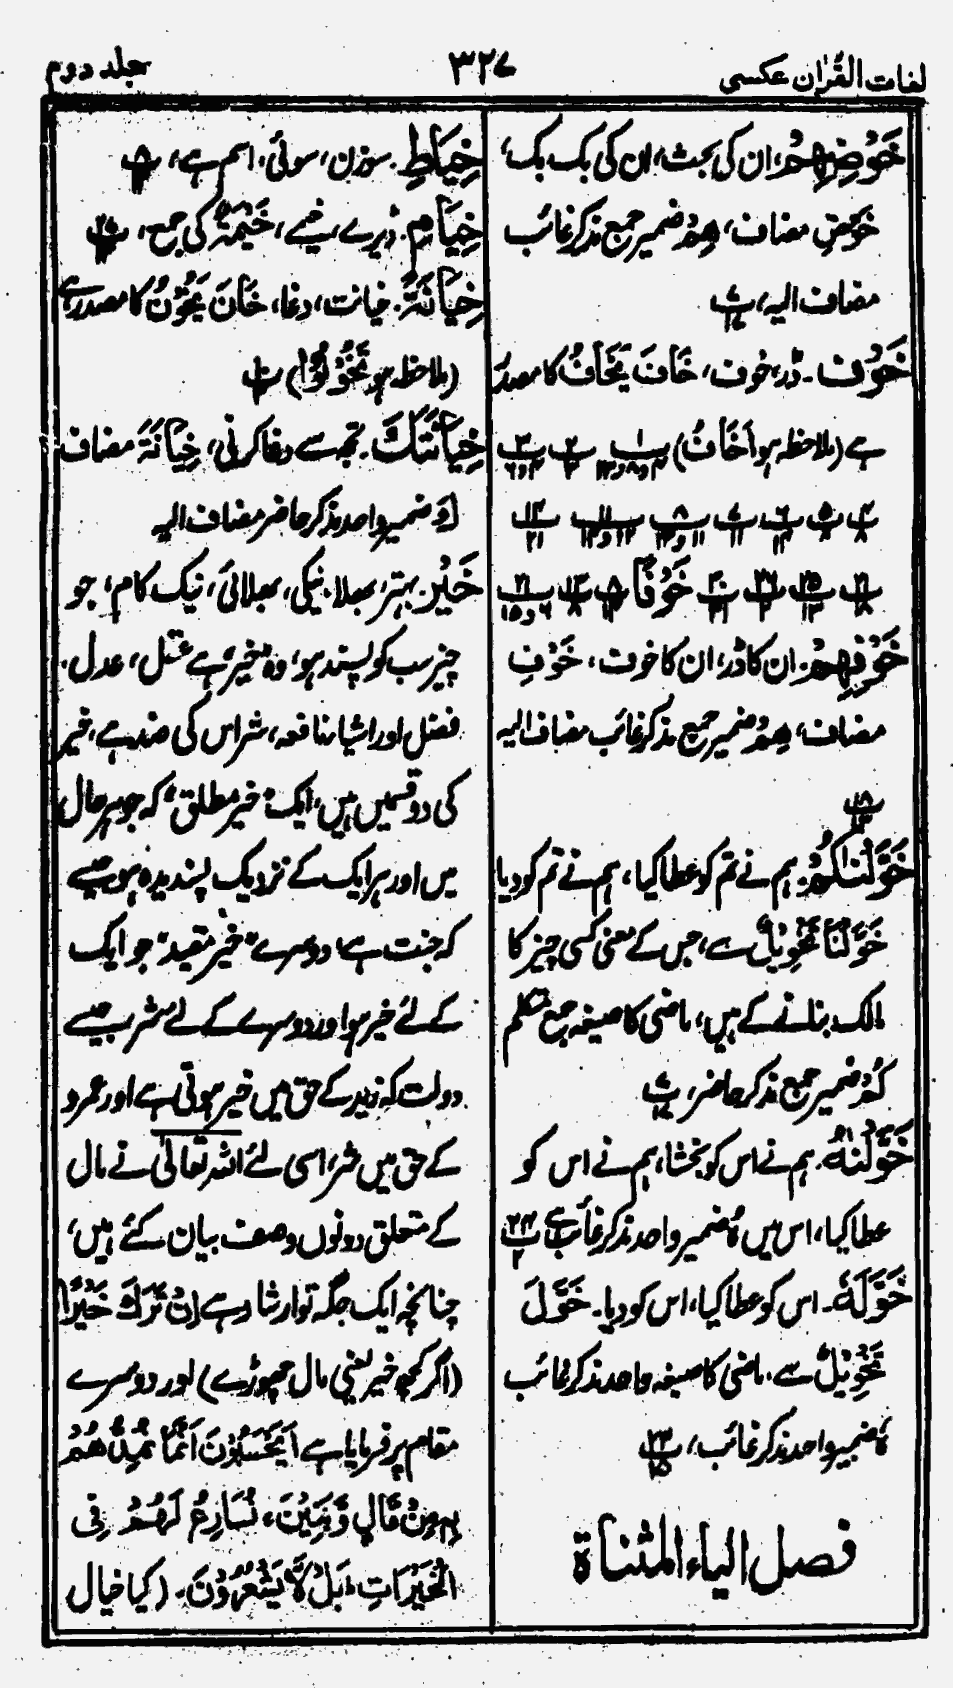 لغات القُرٰان عکسی
٣٢٧
جلد دوم
خَوْضِهِمْ، ان کی بحث، ان کی بک بک،
خَوْضِ مضاف، هِمْ ضمیر جمع مذکر غائب
مضاف الیہ،
خَوْف۔ ڈر، خوف، خَافَ یَخَافُ کا مصدر
ہے (ملاحظہ ہو اَخَافُ)
خَوْفًا
خَوْفِهِمْ۔ ان کا ڈر، ان کا خوف، خَوْفِ
مضاف، هِمْ ضمیر جمع مذکر غائب مضاف الیہ
خَوَّلْنٰکُمْ۔ ہم نے تم کو عطا کیا، ہم نے تم کو دیا
خَوَّلْنَا تَخْوِیْلٌ سے، جس کے معنی کسی چیز کا
مالک بنانے کے ہیں، ماضی کا صیغہ جمع متکلم
کُمْ ضمیر جمع مذکر حاضر،
خَوَّلْنٰهُ۔ ہم نے اس کو بخشا، ہم نے اس کو
عطا کیا، اس میں هُ ضمیر واحد مذکر غائب ہے
خَوَّلَهٗ۔ اس کو عطا کیا، اس کو دیا۔ خَوَّلَ
تَخْوِیْلٌ سے، ماضی کا صیغہ واحد مذکر غائب
هٗ ضمیر واحد مذکر غائب،
فصل الیاء المثناۃ
خِیَاطِ۔ سوزن، سوئی، اسم ہے،
خِیَام۔ ڈیرے، خیمے، خَیْمَةٌ کی جمع،
خِیَانَةً۔ خیانت، دغا، خَانَ یَخُوْنُ کا مصدر ہے
(ملاحظہ ہو تَخُوْنُوْا)
خِیَانَتَكَ۔ تجھ سے دغا کرنی، خِیَانَةَ مضاف
كَ ضمیر واحد مذکر حاضر مضاف الیہ
خَیْر۔ بہتر، بھلا، نیکی، بھلائی، نیک کام، جو
چیز سب کو پسند ہو، وہ "خیر" ہے عقل، عدل،
فضل اور اشیاء نافعہ، شر اس کی ضد ہے، خیر
کی دو قسمیں ہیں، ایک "خیر مطلق" کہ جو ہر حال
میں اور ہر ایک کے نزدیک پسندیدہ ہو جیسے
کہ جنت ہے، دوسرے "خیر مقید" جو ایک
کے لئے خیر ہو اور دوسرے کے لئے شر جیسے
دولت کہ زید کے حق میں خیر ہوتی ہے اور عمرو
کے حق میں شر، اسی لئے اللہ تعالیٰ نے مال
کے متعلق دونوں وصف بیان کئے ہیں،
چنانچہ ایک جگہ تو ارشاد ہے اِنْ تَرَكَ خَیْرًا
(اگر کچھ خیر یعنی مال چھوڑے) اور دوسرے
مقام پر فرمایا ہے اَیَحْسَبُوْنَ اَنَّمَا نُمِدُّهُمْ
بِهٖ مِنْ مَّالٍ وَّبَنِیْنَ، نُسَارِعُ لَهُمْ فِی
الْخَیْرَاتِ، بَلْ لَّا یَشْعُرُوْنَ۔ (کیا خیال